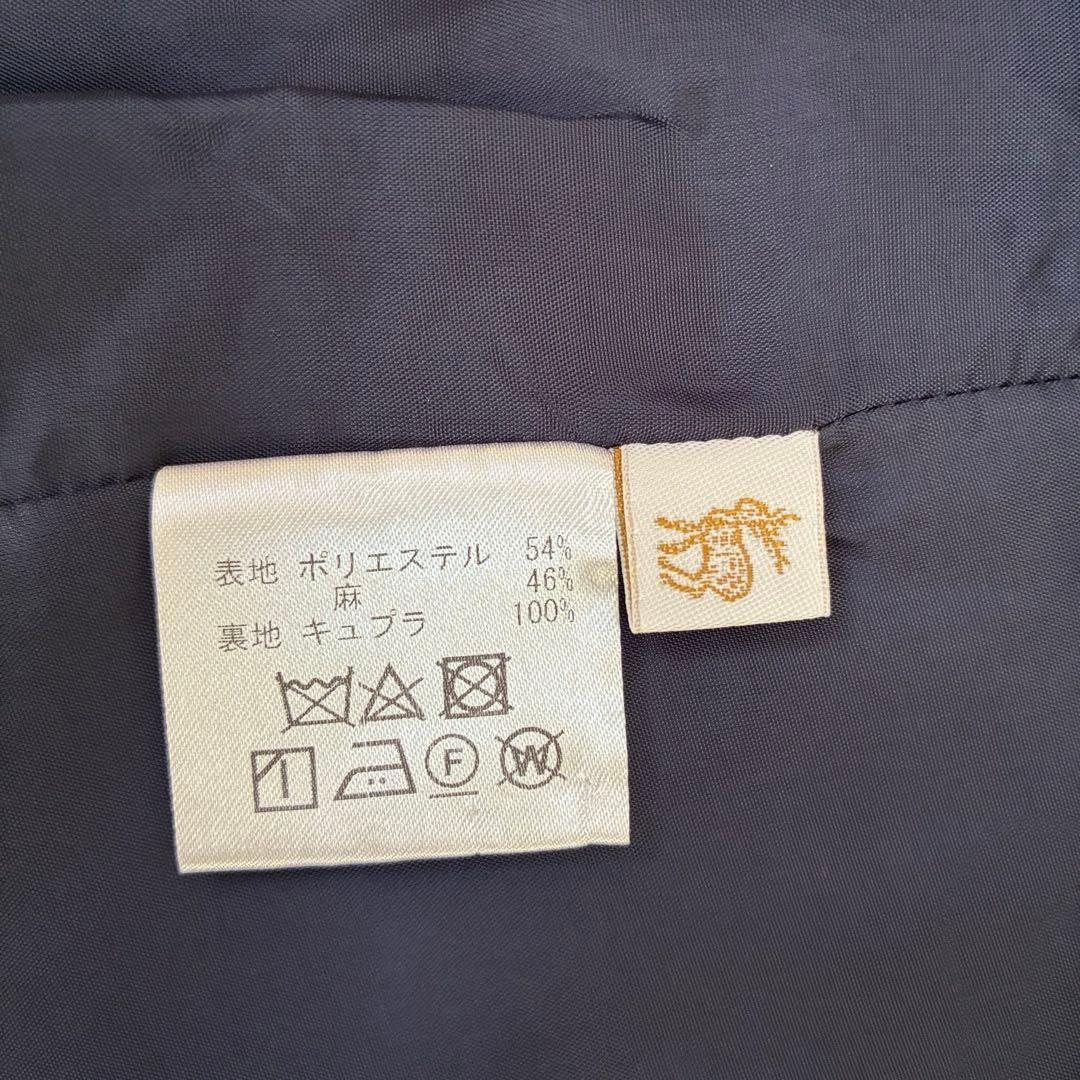 表地 ポリエステル 54%
麻 46%
裏地 キュプラ 100%
F W